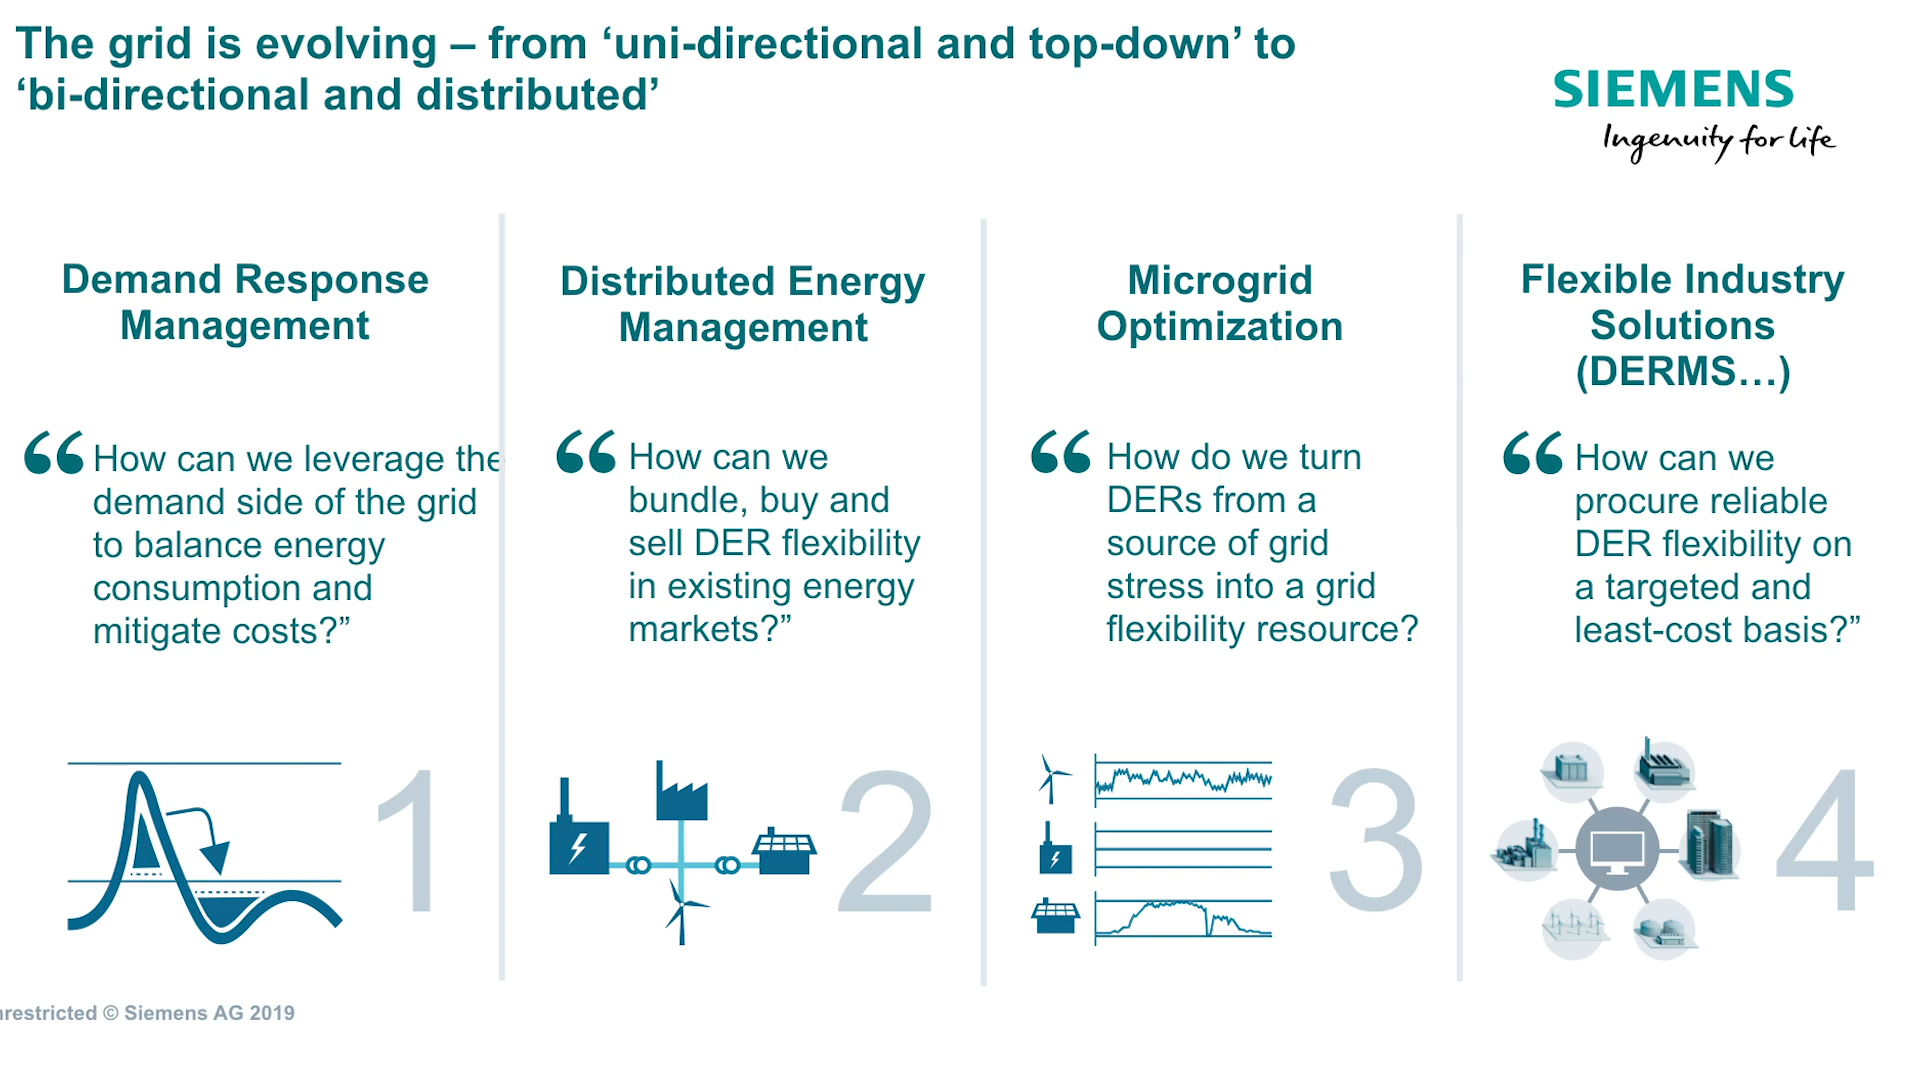 The grid is evolving – from ‘uni-directional and top-down’ to
‘bi-directional and distributed’
SIEMENS
Ingenuity for life
Demand Response
Management
“How can we leverage the
demand side of the grid
to balance energy
consumption and
mitigate costs?”
1
Distributed Energy
Management
“How can we
bundle, buy and
sell DER flexibility
in existing energy
markets?”
2
Microgrid
Optimization
“How do we turn
DERs from a
source of grid
stress into a grid
flexibility resource?
3
Flexible Industry
Solutions
(DERMS…)
“How can we
procure reliable
DER flexibility on
a targeted and
least-cost basis?”
4
nrestricted © Siemens AG 2019